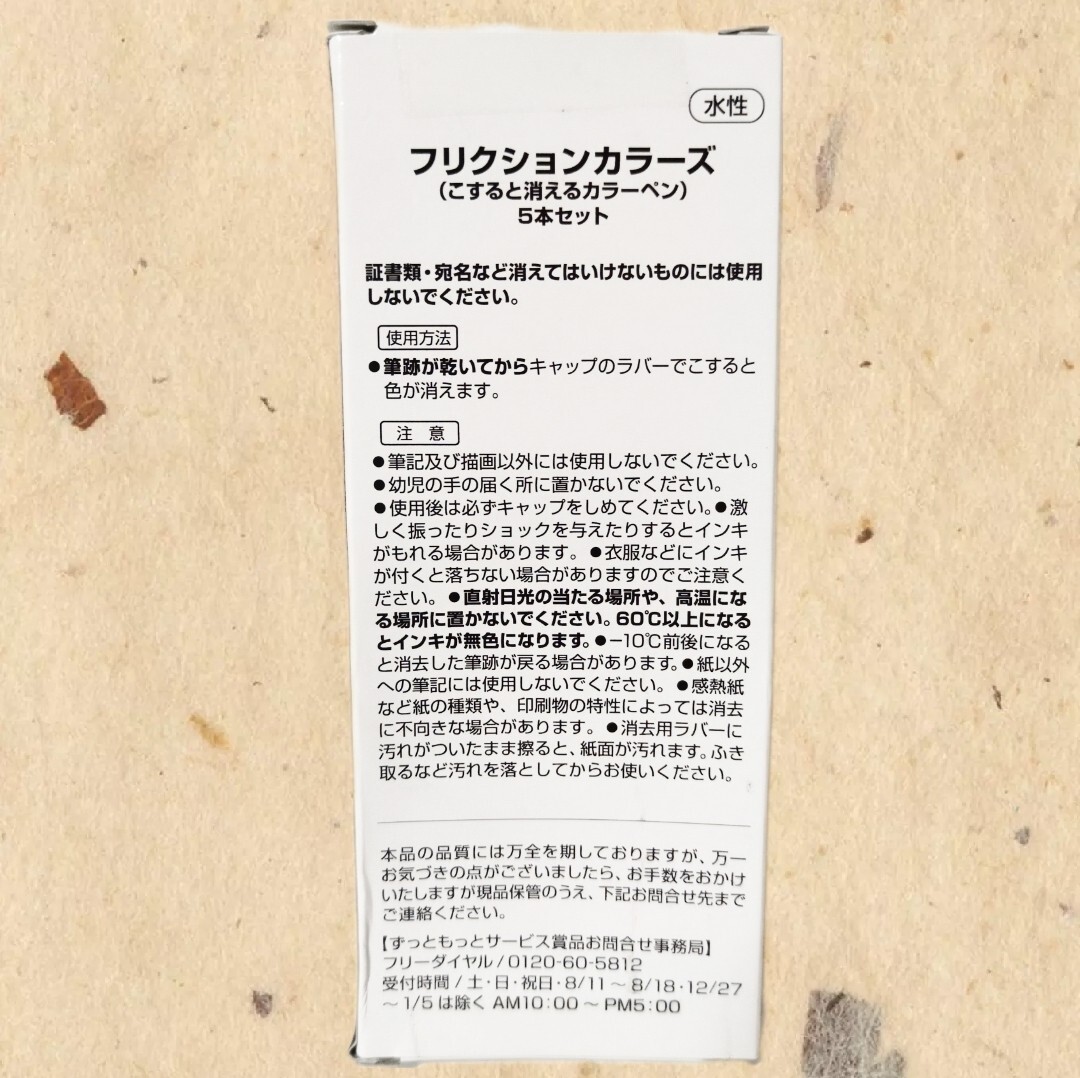 水性
フリクションカラーズ
(こすると消えるカラーペン)
5本セット
証書類・宛名など消えてはいけないものには使用
しないでください。
使用方法
●筆跡が乾いてからキャップのラバーでこすると
色が消えます。
注 意
●筆記及び描画以外には使用しないでください。
●幼児の手の届く所に置かないでください。
●使用後は必ずキャップをしめてください。●激
しく振ったりショックを与えたりするとインキ
がもれる場合があります。●衣服などにインキ
が付くと落ちない場合がありますのでご注意く
ださい。●直射日光の当たる場所や、高温にな
る場所に置かないでください。60℃以上になる
とインキが無色になります。●−10℃前後になる
と消去した筆跡が戻る場合があります。●紙以外
への筆記には使用しないでください。●感熱紙
など紙の種類や、印刷物の特性によっては消去
に不向きな場合があります。●消去用ラバーに
汚れがついたまま擦ると、紙面が汚れます。ふき
取るなど汚れを落としてからお使いください。
本品の品質には万全を期しておりますが、万一
お気づきの点がございましたら、お手数をおかけ
いたしますが現品保管のうえ、下記お問合せ先まで
ご連絡ください。
【ずっともっとサービス賞品お問合せ事務局】
フリーダイヤル/0120-60-5812
受付時間/土・日・祝日・8/11〜8/18・12/27
〜1/5は除く AM10:00〜PM5:00